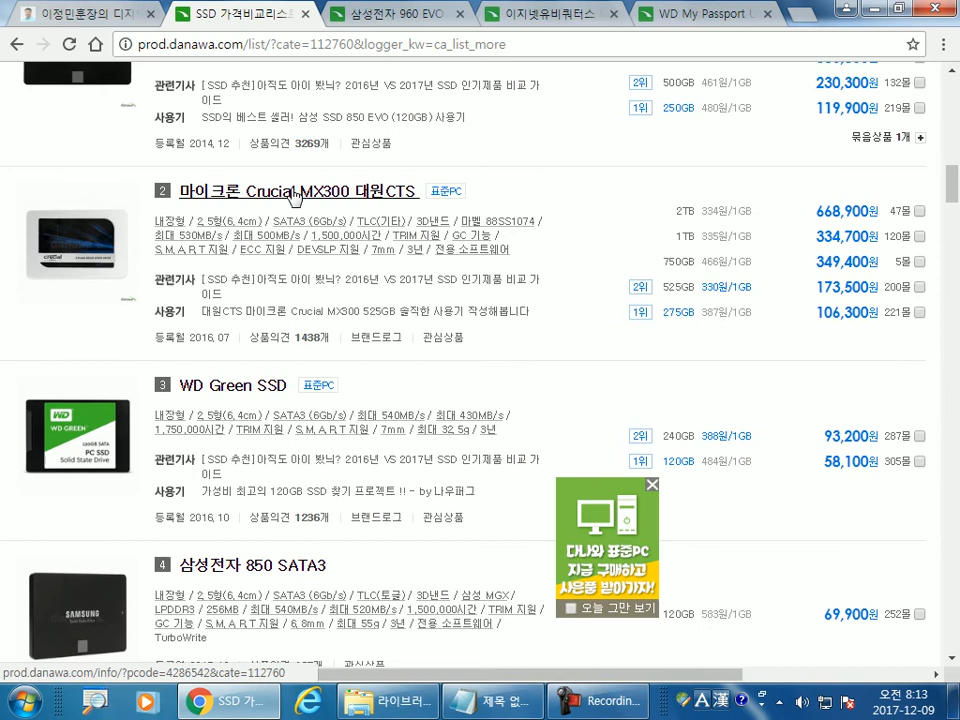 이정민훈장의 디지
SSD 가격비교리스트
삼성전자 960 EVO
이지넷유비쿼터스
WD My Passport U
prod.danawa.com/list/?cate=112760&logger_kw=ca_list_more
관련기사 [ SSD 추천] 아직도 아이 봤늬? 2016년 VS 2017년 SSD 인기제품 비교 가
이드
사용기 SSD의 베스트 셀러! 삼성 SSD 850 EVO (120GB) 사용기
등록월 2014, 12 상품의견 3269개 관심상품
2위 500GB 461원/1GB 230,300원 132몰
1위 250GB 480원/1GB 119,900원 219몰
묶음상품 1개
2 마이크론 Crucial MX300 대원CTS 표준PC
내장형 / 2,5형(6,4cm) / SATA3 (6Gb/s) / TLC(기타) / 3D낸드 / 마벨 88SS1074 /
최대 530MB/s / 최대 500MB/s / 1,500,000시간 / TRIM 지원 / GC 기능 /
S,M,A,R,T 지원 / ECC 지원 / DEVSLP 지원 / 7mm / 3년 / 전용 소프트웨어
관련기사 [ SSD 추천] 아직도 아이 봤늬? 2016년 VS 2017년 SSD 인기제품 비교 가
이드
사용기 대원CTS 마이크론 Crucial MX300 525GB 솔직한 사용기 작성해봅니다
등록월 2016, 07 상품의견 1438개 브랜드로그 관심상품
2TB 334원/1GB 668,900원 47몰
1TB 335원/1GB 334,700원 120몰
750GB 466원/1GB 349,400원 5몰
2위 525GB 330원/1GB 173,500원 200몰
1위 275GB 387원/1GB 106,300원 221몰
crucial
3 WD Green SSD 표준PC
내장형 / 2,5형(6,4cm) / SATA3 (6Gb/s) / 최대 540MB/s / 최대 430MB/s /
1,750,000시간 / TRIM 지원 / S,M,A,R,T 지원 / 7mm / 최대 32,5g / 3년
관련기사 [ SSD 추천] 아직도 아이 봤늬? 2016년 VS 2017년 SSD 인기제품 비교 가
이드
사용기 가성비 최고의 120GB SSD 찾기 프로젝트 !! - by 나우퍼그
등록월 2016, 10 상품의견 1236개 브랜드로그 관심상품
2위 240GB 388원/1GB 93,200원 287몰
1위 120GB 484원/1GB 58,100원 305몰
WD
WD GREEN
120GB SATA
PC SSD
Solid State Drive
다나와 표준PC
지금 구매하고
사은품 받아가자!
오늘 그만 보기
4 삼성전자 850 SATA3
내장형 / 2,5형(6,4cm) / SATA3 (6Gb/s) / TLC(토글) / 3D낸드 / 삼성 MGX /
LPDDR3 / 256MB / 최대 540MB/s / 최대 520MB/s / 1,500,000시간 / TRIM 지원 /
GC 기능 / S,M,A,R,T 지원 / 6,8mm / 최대 55g / 3년 / 전용 소프트웨어 /
TurboWrite
120GB 583원/1GB 69,900원 252몰
SAMSUNG
prod.danawa.com/info/?pcode=4286542&cate=112760
SSD 가...
라이브러...
제목 없...
Recordin...
A 漢
오전 8:13
2017-12-09